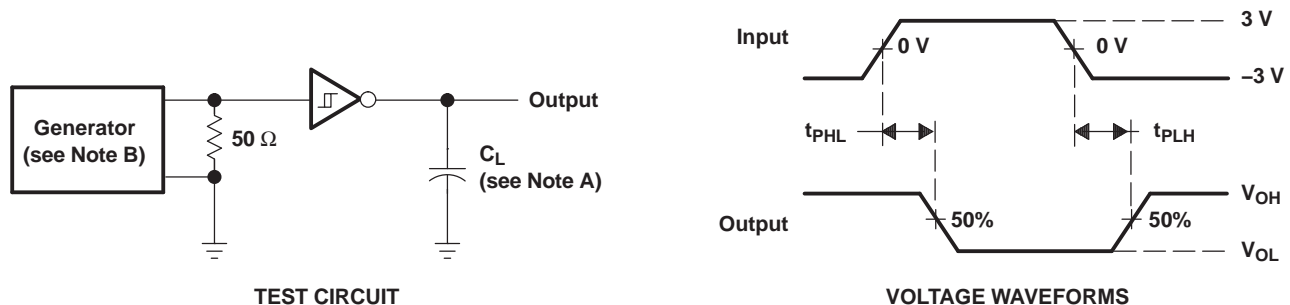 Generator
(see Note B)
50 Ω
Output
C_L
(see Note A)
TEST CIRCUIT
Input
0 V
0 V
3 V
–3 V
t_PHL
t_PLH
Output
50%
50%
V_OH
V_OL
VOLTAGE WAVEFORMS